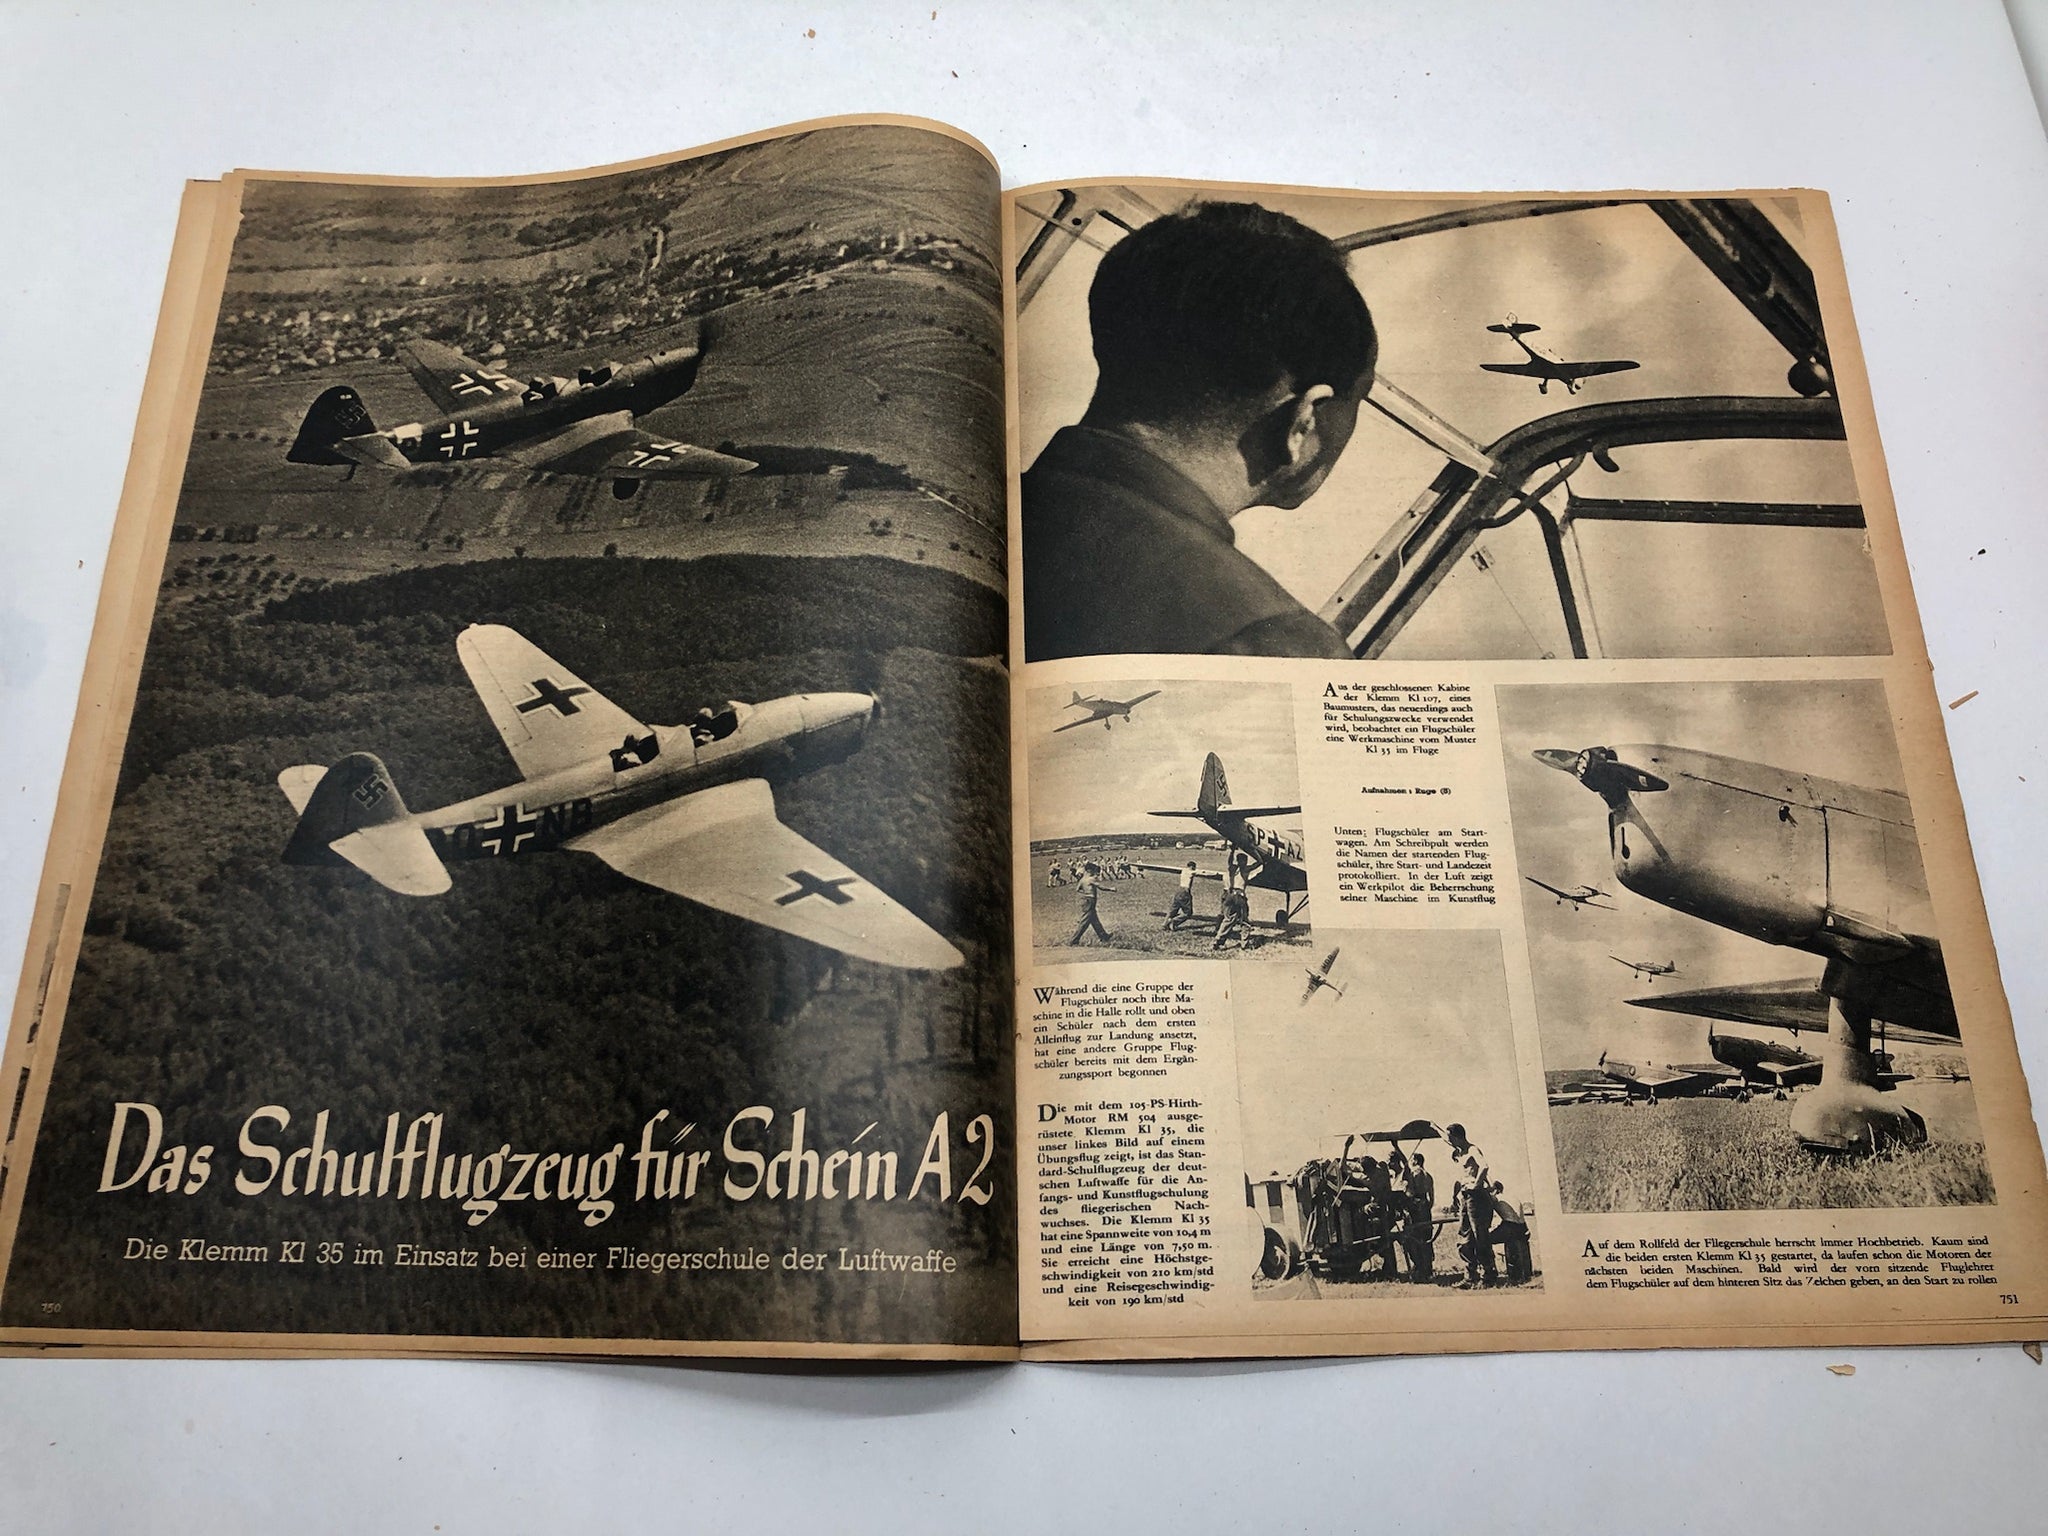 NB
Das Schulflugzeug für Schein A2
Die Klemm Kl 35 im Einsatz bei einer Fliegerschule der Luftwaffe
750
Aus der geschlossenen Kabine
der Klemm Kl 107, eines
Baumusters, das neuerdings auch
für Schulungszwecke verwendet
wird, beobachtet ein Flugschüler
eine Werkmaschine vom Muster
Kl 35 im Fluge
Aufnahmen: Ruge (5)
Unten: Flugschüler am Start-
wagen. Am Schreibpult werden
die Namen der startenden Flug-
schüler, ihre Start- und Landezeit
protokolliert. In der Luft zeigt
ein Werkpilot die Beherrschung
seiner Maschine im Kunstflug
SP A2
Während die eine Gruppe der
Flugschüler noch ihre Ma-
schine in die Halle rollt und oben
ein Schüler nach dem ersten
Alleinflug zur Landung ansetzt,
hat eine andere Gruppe Flug-
schüler bereits mit dem Ergän-
zungssport begonnen
Die mit dem 105-PS-Hirth-
Motor RM 504 ausge-
rüstete Klemm Kl 35, die
unser linkes Bild auf einem
Übungsflug zeigt, ist das Stan-
dard-Schulflugzeug der deut-
schen Luftwaffe für die An-
fangs- und Kunstflugschulung
des fliegerischen Nach-
wuchses. Die Klemm Kl 35
hat eine Spannweite von 10,4 m
und eine Länge von 7,50 m.
Sie erreicht eine Höchstge-
schwindigkeit von 210 km/std
und eine Reisegeschwindig-
keit von 190 km/std
Auf dem Rollfeld der Fliegerschule herrscht immer Hochbetrieb. Kaum sind
die beiden ersten Klemm Kl 35 gestartet, da laufen schon die Motoren der
nächsten beiden Maschinen. Bald wird der vorn sitzende Fluglehrer
dem Flugschüler auf dem hinteren Sitz das Zeichen geben, an den Start zu rollen
751